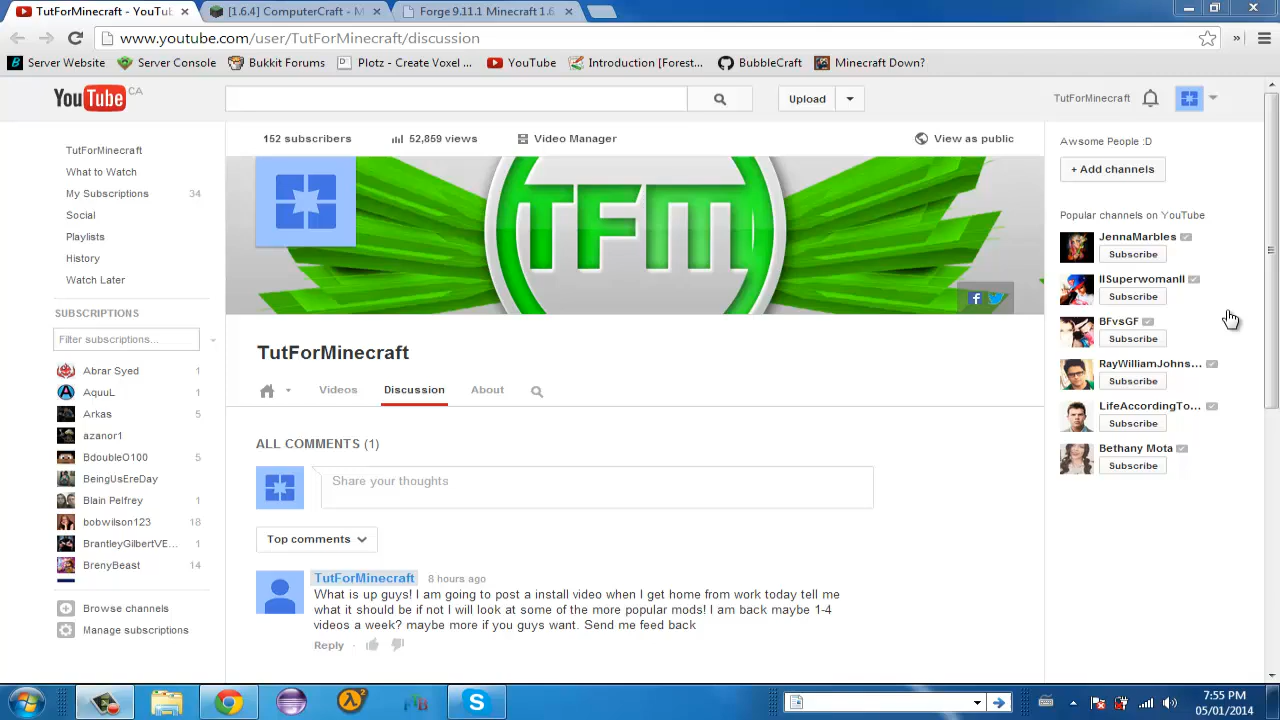 TutForMinecraft - YouTu
[1.6.4] ComputerCraft - M
Forge 9.11.1 Minecraft 1.6.
www.youtube.com/user/TutForMinecraft/discussion
»
Server Website
Server Console
Bukkit Forums
Plotz - Create Voxel ...
YouTube
Introduction [Forest...
BubbleCraft
Minecraft Down?
YouTube CA
Upload
TutForMinecraft
TutForMinecraft
What to Watch
My Subscriptions 34
Social
Playlists
History
Watch Later
SUBSCRIPTIONS
Filter subscriptions...
Abrar Syed 1
AquuL 1
Arkas 5
azanor1
BdoubleO100 5
BeingUsEreDay
Blain Pelfrey 1
bobwilson123 18
BrantleyGilbertVE... 1
BrenyBeast 14
Browse channels
Manage subscriptions
152 subscribers
52,859 views
Video Manager
View as public
TFM
TutForMinecraft
Videos
Discussion
About
ALL COMMENTS (1)
Share your thoughts
Top comments
TutForMinecraft 8 hours ago
What is up guys! I am going to post a install video when I get home from work today tell me
what it should be if not I will look at some of the more popular mods! I am back maybe 1-4
videos a week? maybe more if you guys want. Send me feed back
Reply
Awsome People :D
+ Add channels
Popular channels on YouTube
JennaMarbles
Subscribe
IISuperwomanII
Subscribe
BFvsGF
Subscribe
RayWilliamJohns...
Subscribe
LifeAccordingTo...
Subscribe
Bethany Mota
Subscribe
7:55 PM
05/01/2014